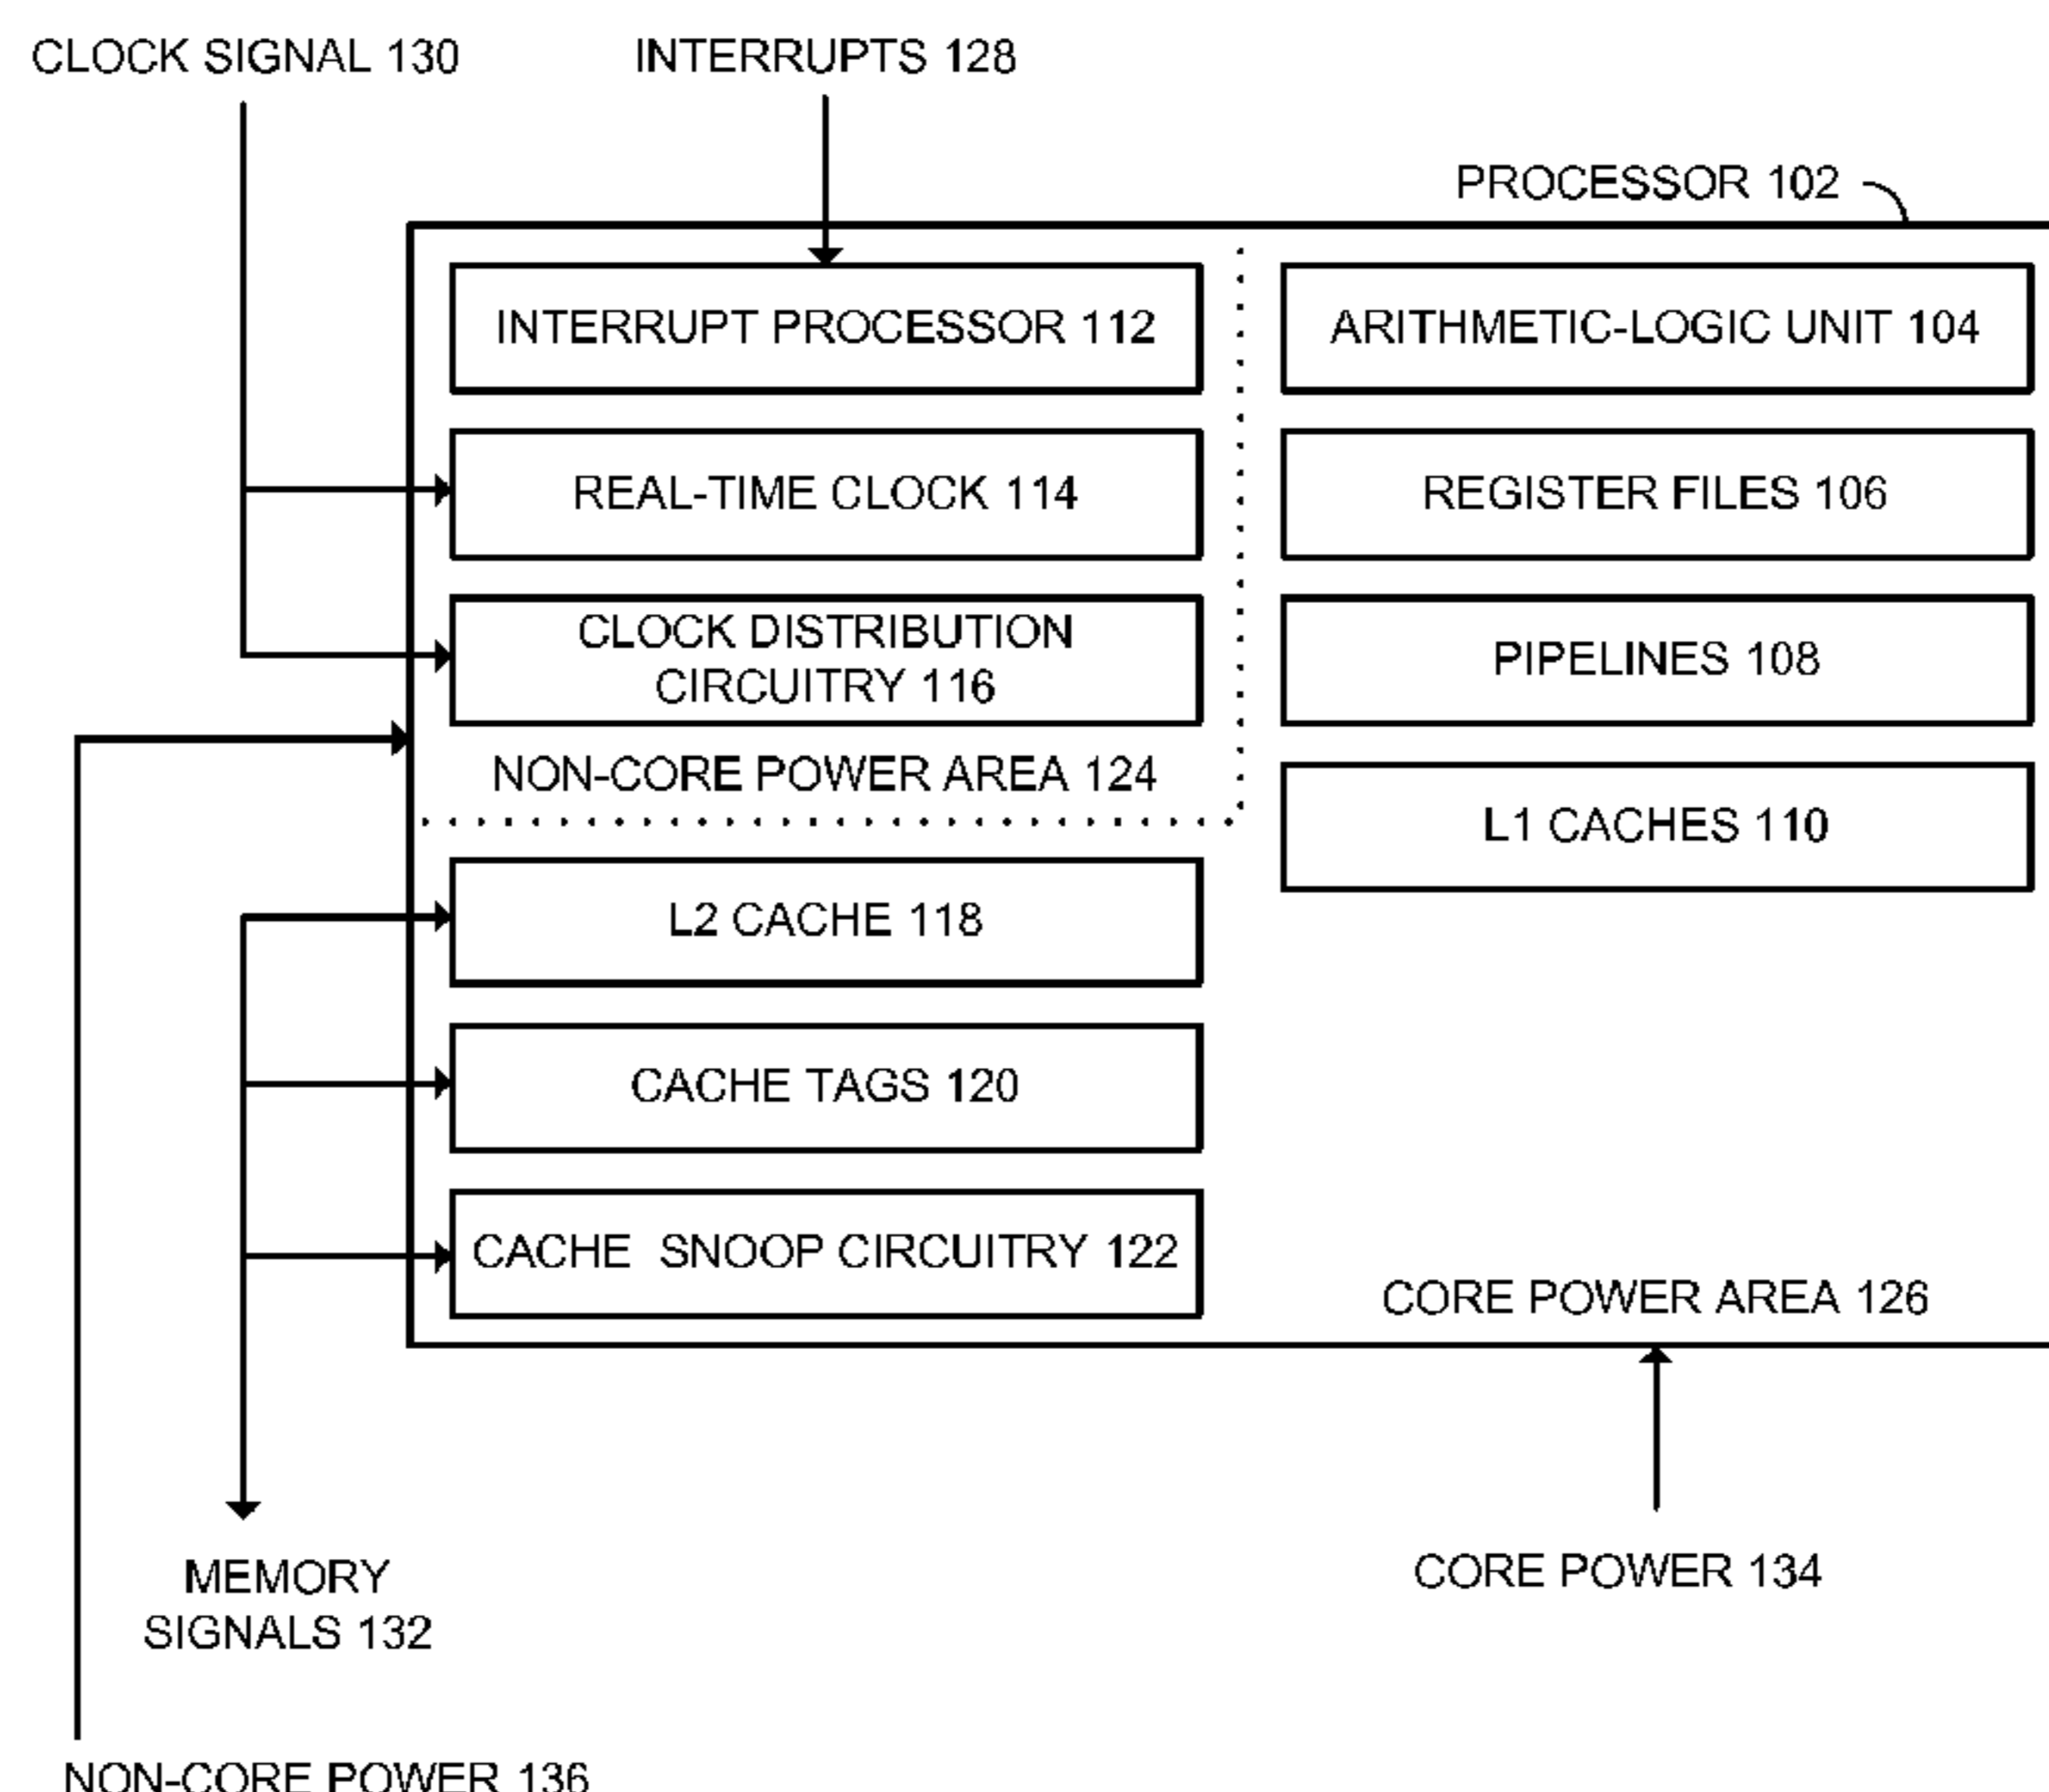 CLOCK SIGNAL 130
INTERRUPTS 128
PROCESSOR 102
INTERRUPT PROCESSOR 112
ARITHMETIC-LOGIC UNIT 104
REAL-TIME CLOCK 114
REGISTER FILES 106
CLOCK DISTRIBUTION
CIRCUITRY 116
PIPELINES 108
NON-CORE POWER AREA 124
L1 CACHES 110
L2 CACHE 118
CACHE TAGS 120
CACHE SNOOP CIRCUITRY 122
CORE POWER AREA 126
MEMORY
SIGNALS 132
CORE POWER 134
NON-CORE POWER 136